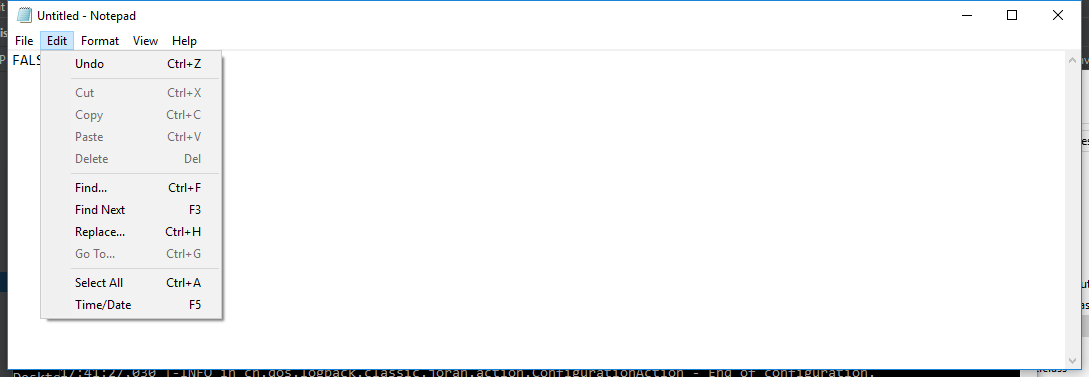 Untitled - Notepad
File Edit Format View Help
FALS
Undo Ctrl+Z
Cut Ctrl+X
Copy Ctrl+C
Paste Ctrl+V
Delete Del
Find... Ctrl+F
Find Next F3
Replace... Ctrl+H
Go To... Ctrl+G
Select All Ctrl+A
Time/Date F5
17:41:27,030 |-INFO in ch.qos.logback.classic.joran.action.ConfigurationAction - End of configuration.